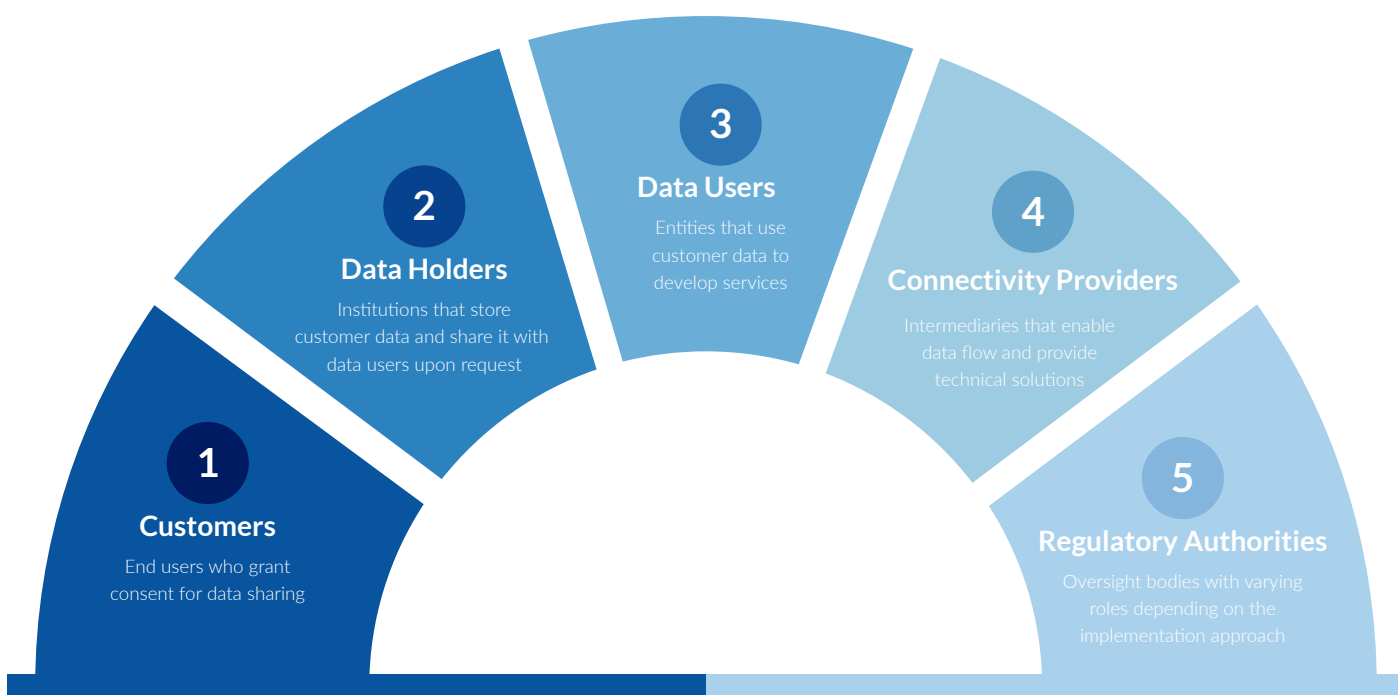 1
Customers
End users who grant
consent for data sharing
2
Data Holders
Institutions that store
customer data and share it with
data users upon request
3
Data Users
Entities that use
customer data to
develop services
4
Connectivity Providers
Intermediaries that enable
data flow and provide
technical solutions
5
Regulatory Authorities
Oversight bodies with varying
roles depending on the
implementation approach